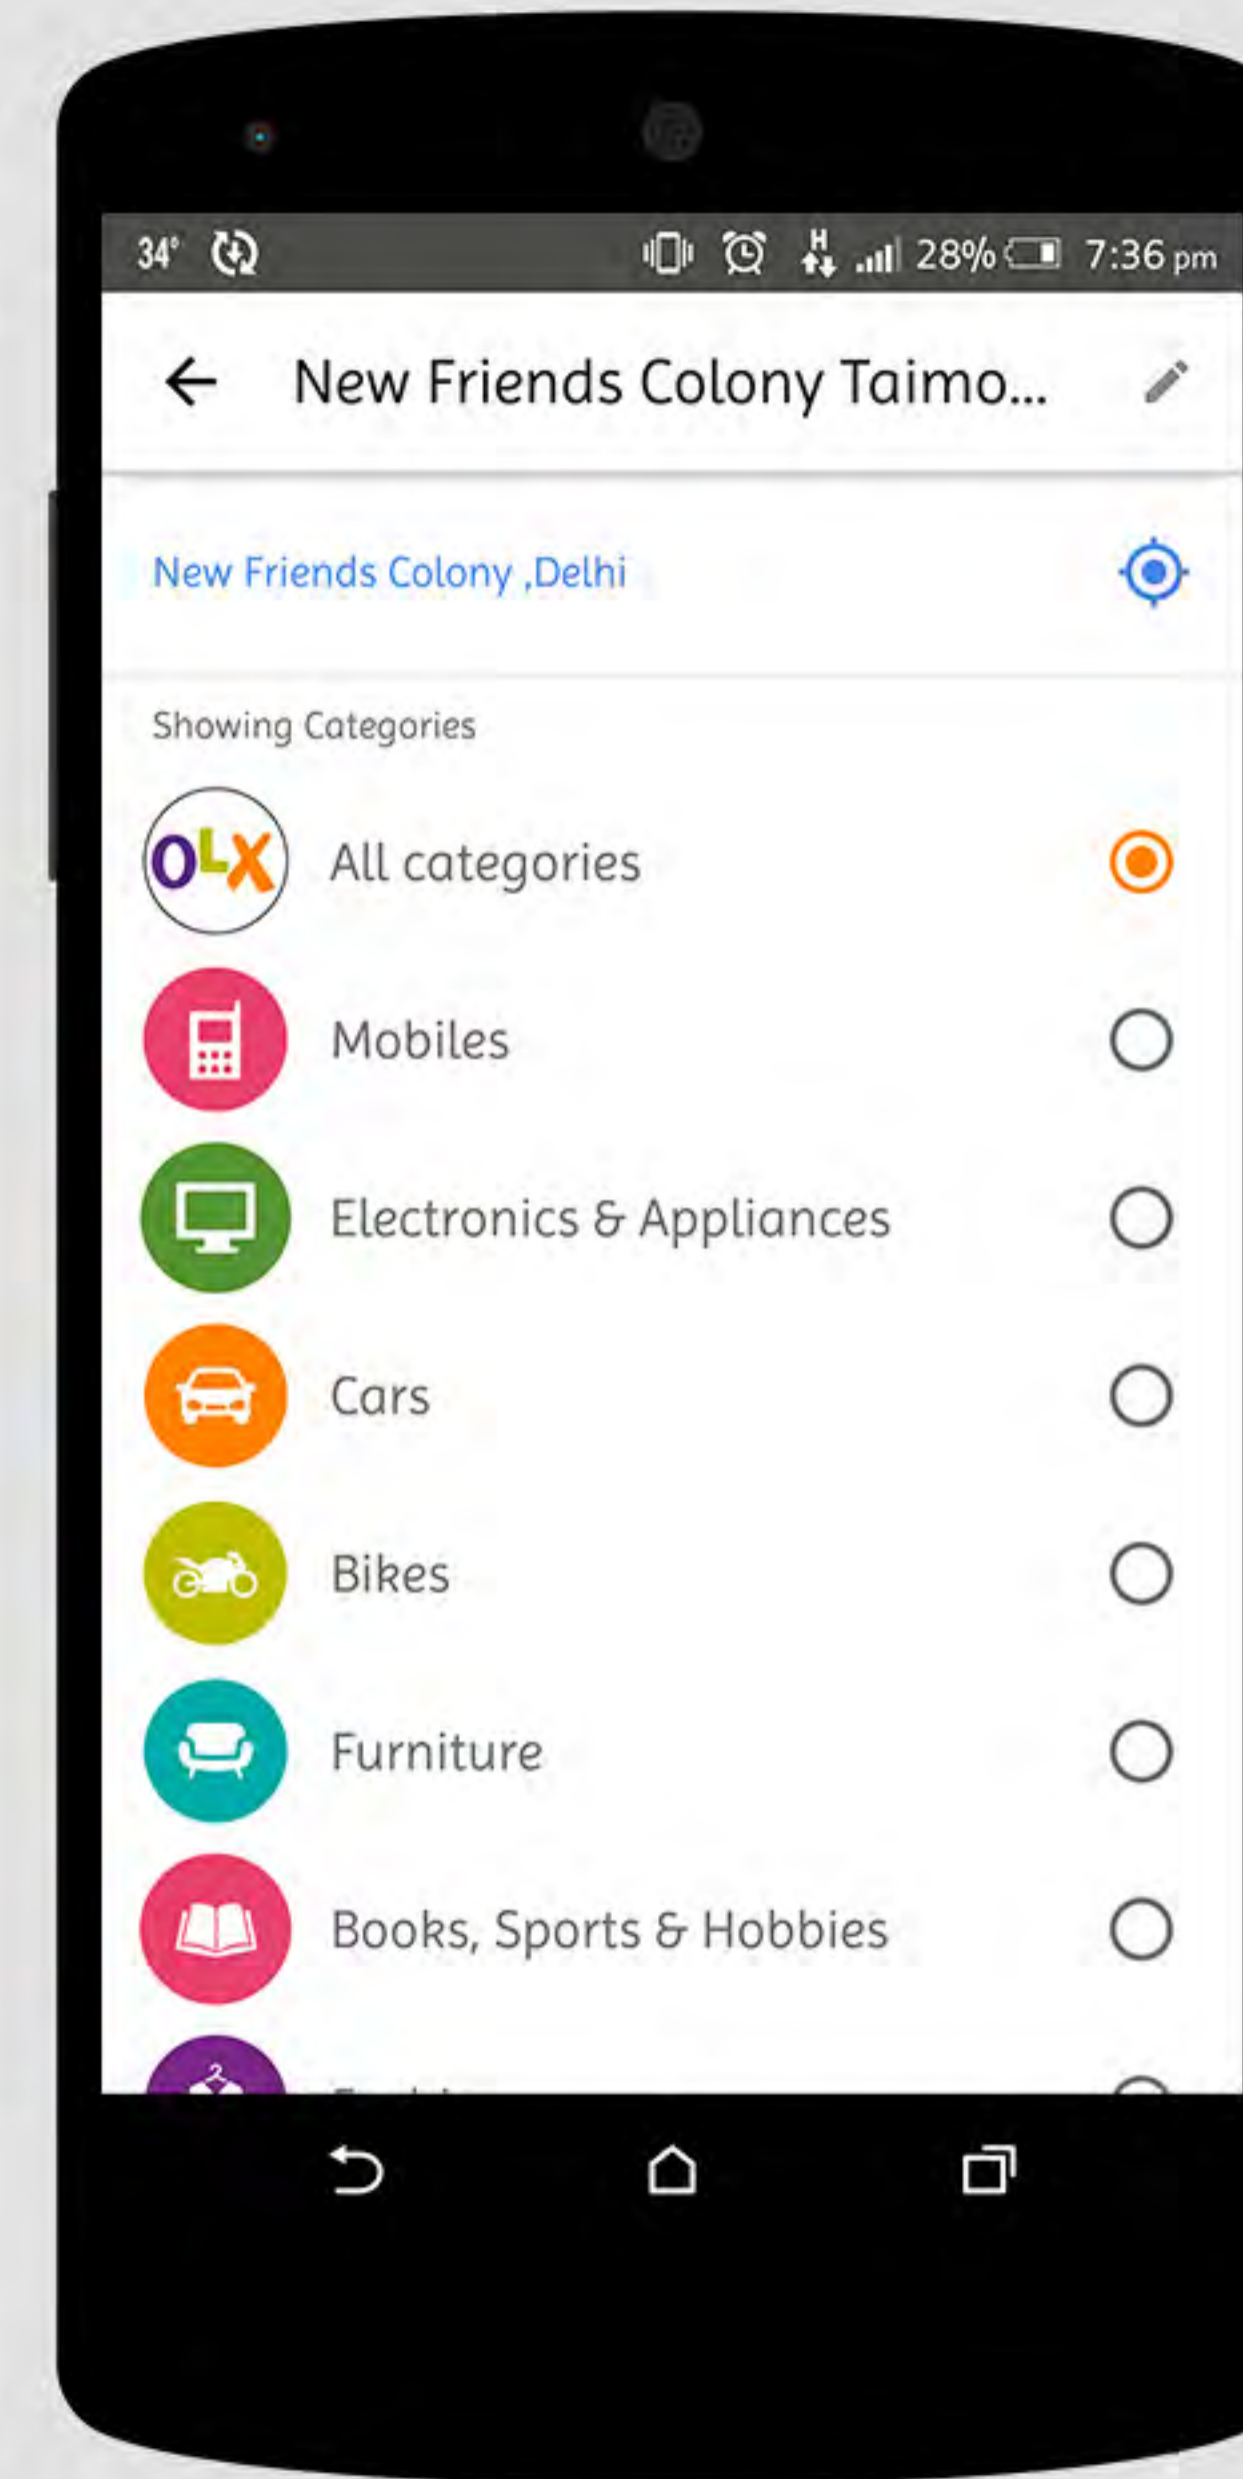 34° H 28% 7:36 pm
New Friends Colony Taimo...
New Friends Colony ,Delhi
Showing Categories
OLX All categories
Mobiles
Electronics & Appliances
Cars
Bikes
Furniture
Books, Sports & Hobbies